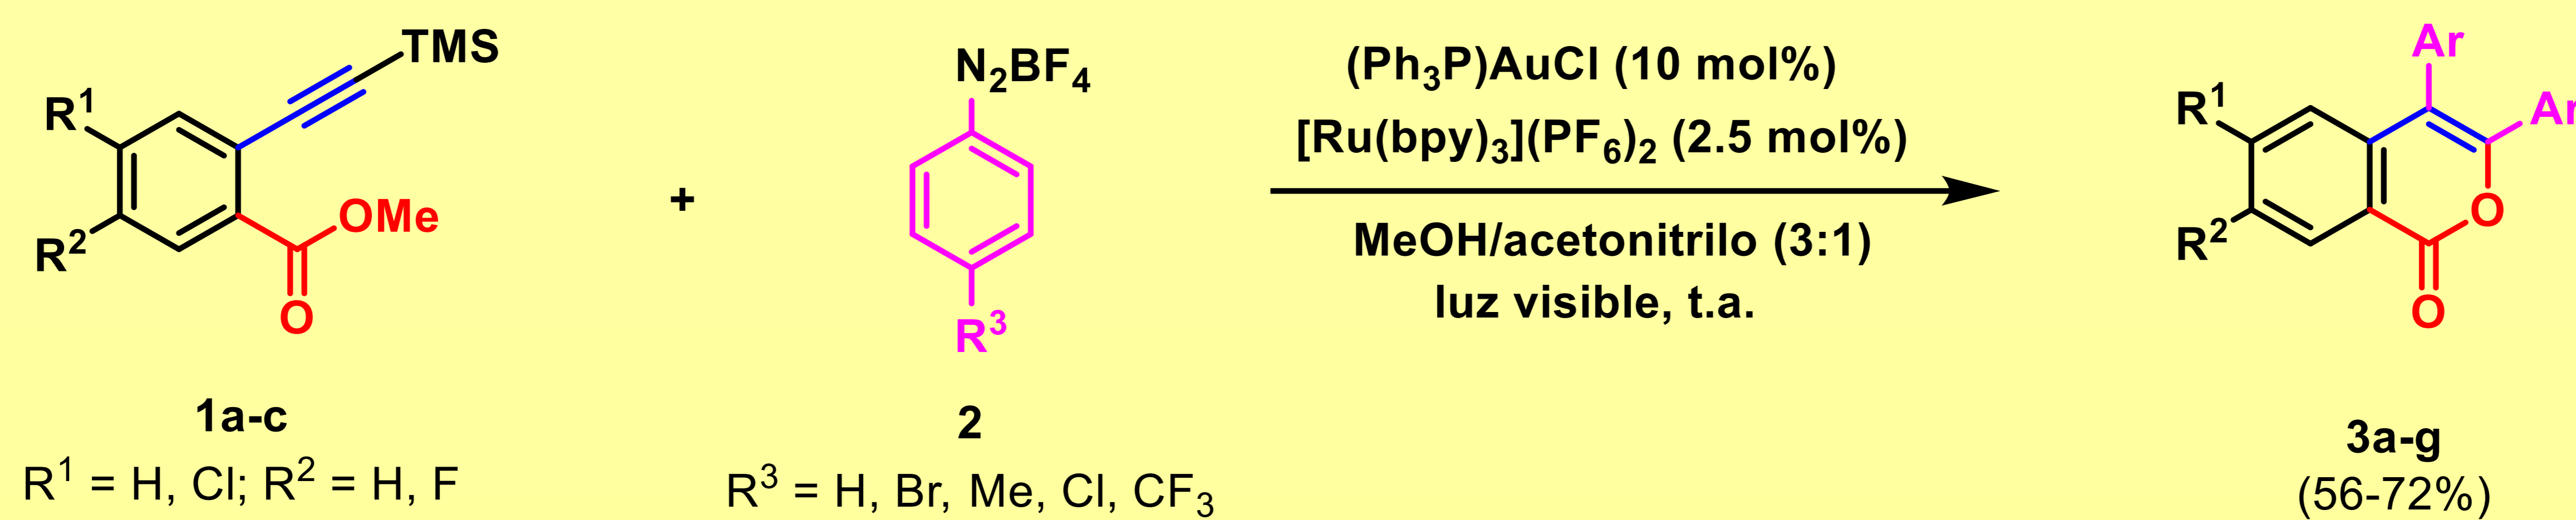 TMS
R¹
R²
OMe
O
1a-c
R¹ = H, Cl; R² = H, F
+
N₂BF₄
R³
2
R³ = H, Br, Me, Cl, CF₃
(Ph₃P)AuCl (10 mol%)
[Ru(bpy)₃](PF₆)₂ (2.5 mol%)
MeOH/acetonitrilo (3:1)
luz visible, t.a.
Ar
Ar
R¹
R²
O
O
3a-g
(56-72%)